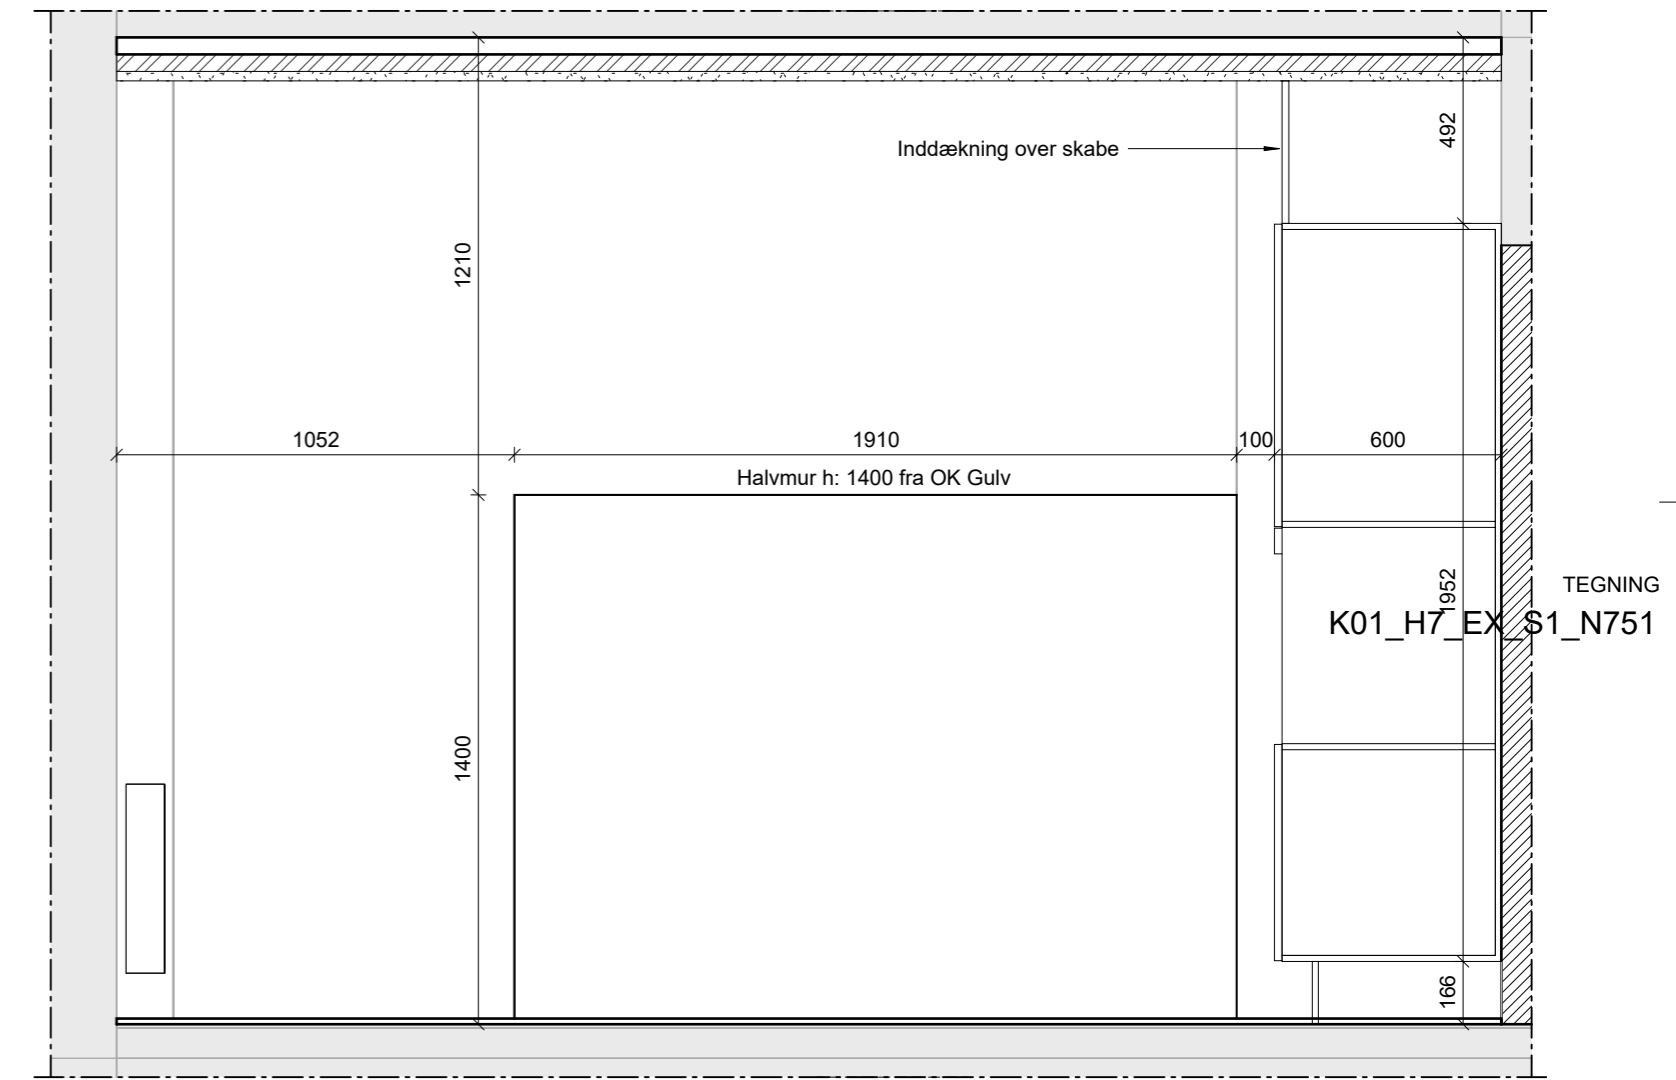 492
Inddækning over skabe
1210
1052
1910
100
600
Halvmur h: 1400 fra OK Gulv
1952
TEGNING
K01_H7_EX_S1_N751
1400
166